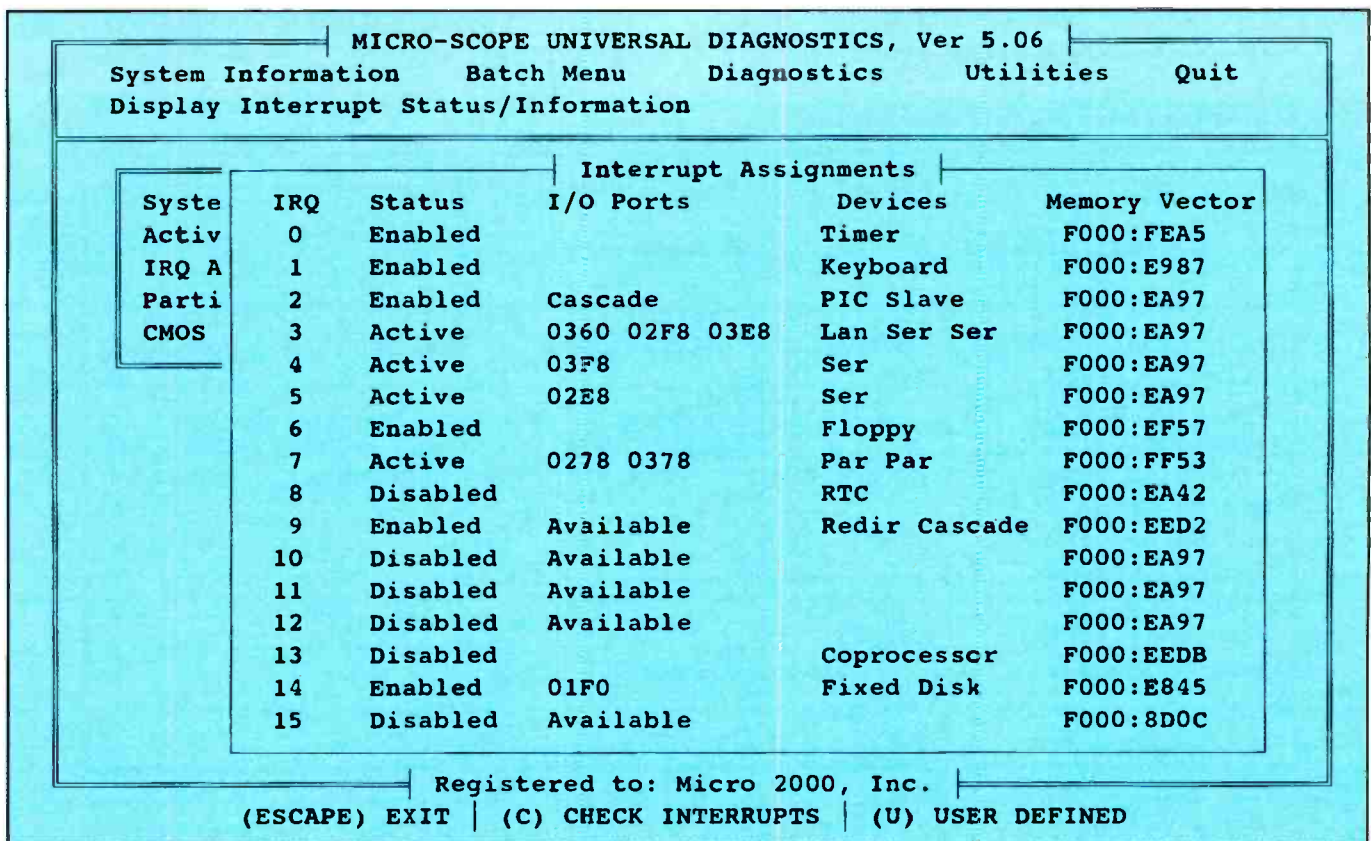 MICRO-SCOPE UNIVERSAL DIAGNOSTICS, Ver 5.06
System Information Batch Menu Diagnostics Utilities Quit
Display Interrupt Status/Information
Interrupt Assignments
Syste IRQ Status I/O Ports Devices Memory Vector
Activ 0 Enabled Timer F000:FEA5
IRQ A 1 Enabled Keyboard F000:E987
Parti 2 Enabled Cascade PIC Slave F000:EA97
CMOS 3 Active 0360 02F8 03E8 Lan Ser Ser F000:EA97
4 Active 03F8 Ser F000:EA97
5 Active 02E8 Ser F000:EA97
6 Enabled Floppy F000:EF57
7 Active 0278 0378 Par Par F000:FF53
8 Disabled RTC F000:EA42
9 Enabled Available Redir Cascade F000:EED2
10 Disabled Available F000:EA97
11 Disabled Available F000:EA97
12 Disabled Available F000:EA97
13 Disabled Coprocessor F000:EEDB
14 Enabled 01F0 Fixed Disk F000:E845
15 Disabled Available F000:8D0C
Registered to: Micro 2000, Inc.
(ESCAPE) EXIT | (C) CHECK INTERRUPTS | (U) USER DEFINED